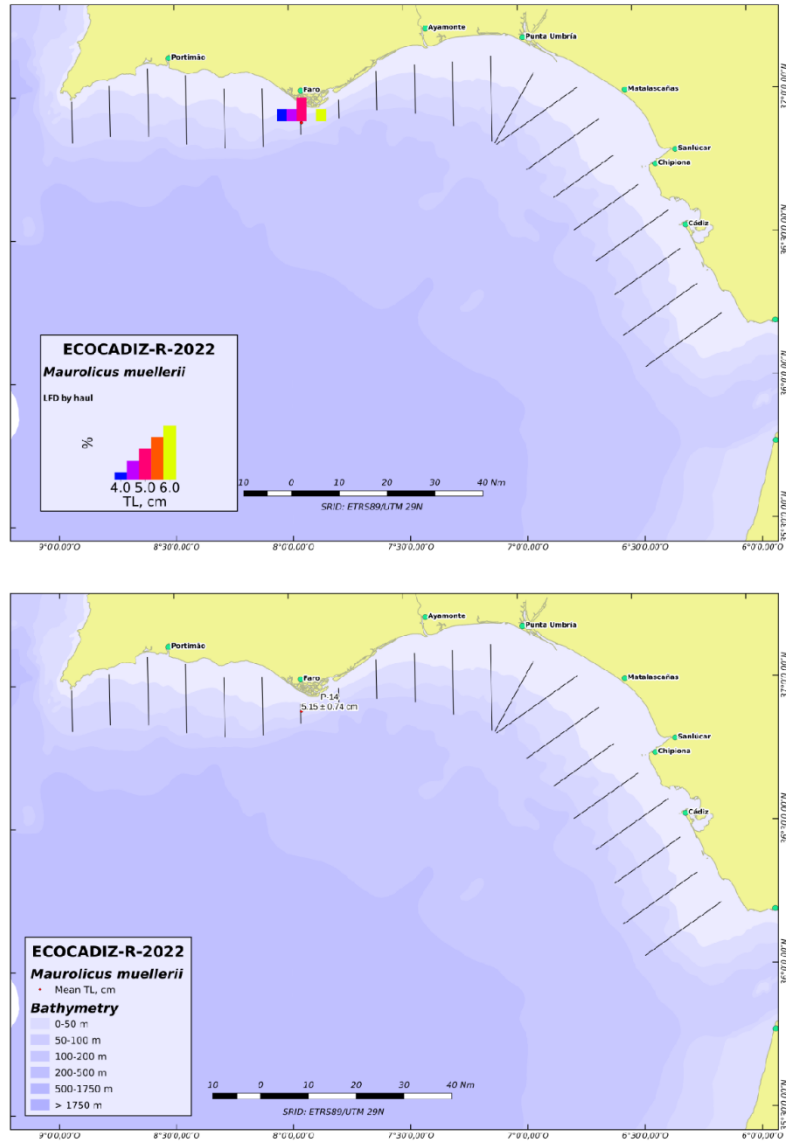 Portimão
Faro
Ayamonte
Punta Umbría
Matalascañas
Sanlúcar
Chipiona
Cádiz
ECOCADIZ-R-2022
Maurolicus muellerii
LFD by haul
%
4.0 5.0 6.0
TL, cm
10 0 10 20 30 40 Nm
SRID: ETRS89/UTM 29N
9°0'0.00"O 8°30'0.00"O 8°0'0.00"O 7°30'0.00"O 7°0'0.00"O 6°30'0.00"O 6°0'0.00"O
Portimão
Faro
Ayamonte
Punta Umbría
Matalascañas
Sanlúcar
Chipiona
Cádiz
P-14
5.15 ± 0.74 cm
ECOCADIZ-R-2022
Maurolicus muellerii
Mean TL, cm
Bathymetry
0-50 m
50-100 m
100-200 m
200-500 m
500-1750 m
> 1750 m
10 0 10 20 30 40 Nm
SRID: ETRS89/UTM 29N
9°0'0.00"O 8°30'0.00"O 8°0'0.00"O 7°30'0.00"O 7°0'0.00"O 6°30'0.00"O 6°0'0.00"O